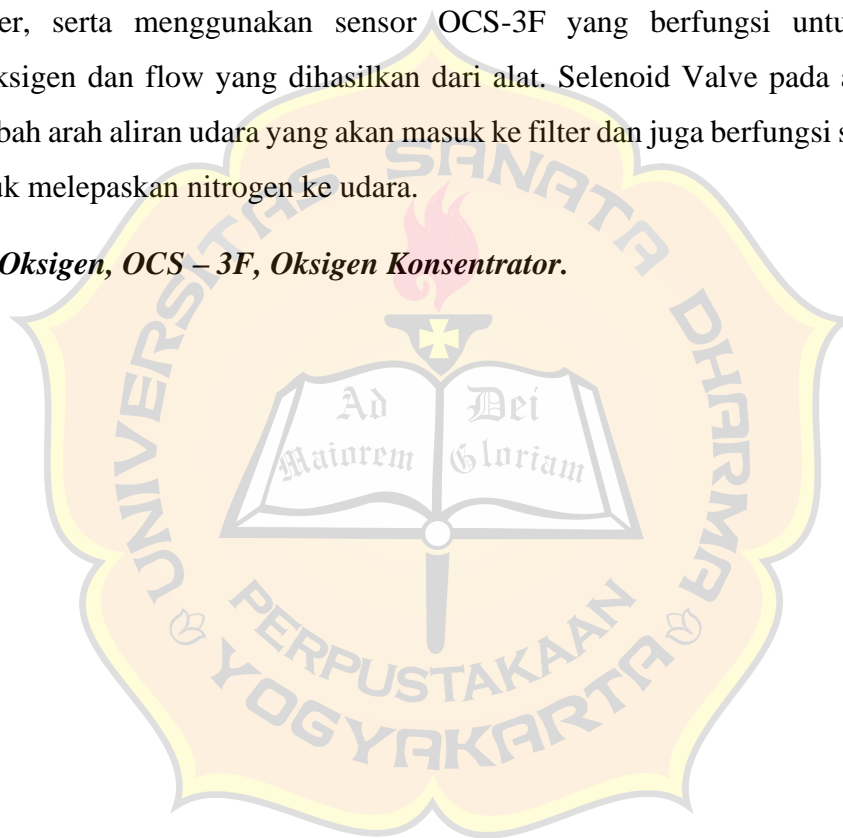 er, serta menggunakan sensor OCS-3F yang berfungsi untu
ksigen dan flow yang dihasilkan dari alat. Selenoid Valve pada a
bah arah aliran udara yang akan masuk ke filter dan juga berfungsi s
uk melepaskan nitrogen ke udara.
Oksigen, OCS – 3F, Oksigen Konsentrator.
UNIVERSITAS SANATA DHARMA
Ad Maiorem
Dei Gloriam
PERPUSTAKAAN
YOGYAKARTA